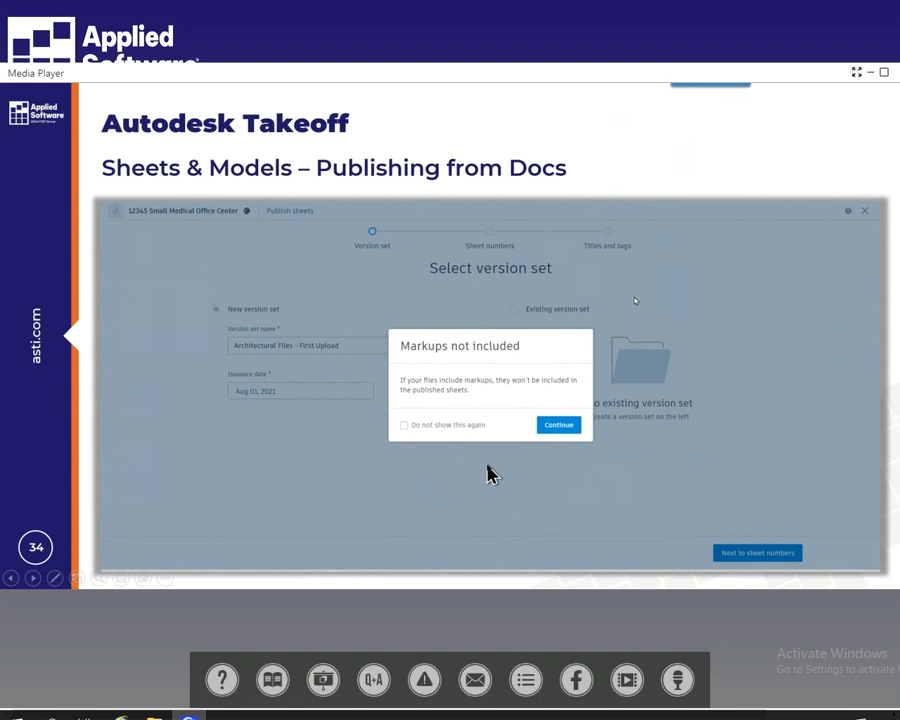 Applied
Software
Media Player
Applied
Software
Autodesk Takeoff
Sheets & Models – Publishing from Docs
12345 Small Medical Office Center
Publish sheets
Version set
Sheet numbers
Titles and tags
Select version set
New version set
Existing version set
Version set name *
Architectural Files - First Upload
Issuance date *
Aug 01, 2021
Markups not included
If your files include markups, they won't be included in
the published sheets.
Do not show this again
Continue
o existing version set
reate a version set on the left
Next to sheet numbers
asti.com
34
?
Q+A
Activate Windows
Go to Settings to activate